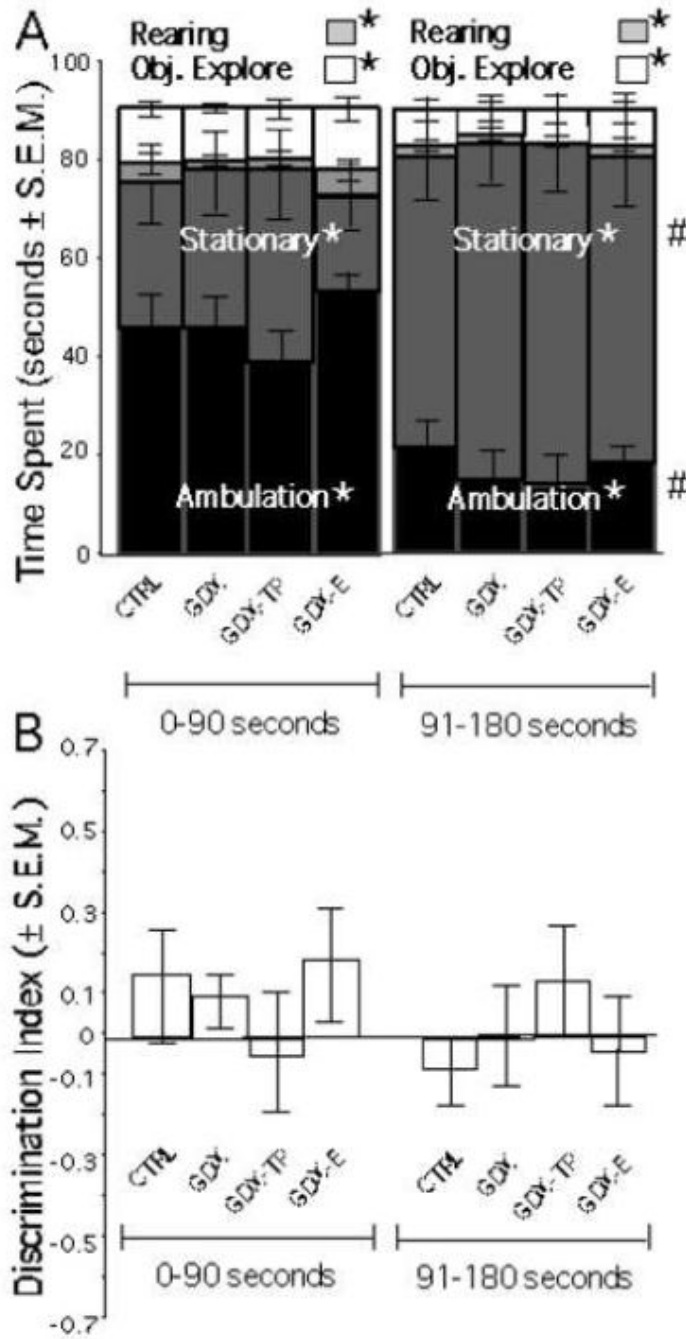 A
Rearing *
Obj. Explore *
Rearing *
Obj. Explore *
Time Spent (seconds ± S.E.M.)
100
80
60
40
20
0
Stationary*
Ambulation*
Stationary*
Ambulation*
#
#
CTRL
GDX
GDX-TP
GDX-E
CTRL
GDX
GDX-TP
GDX-E
0-90 seconds
91-180 seconds
B
Discrimination Index (± S.E.M.)
0.7
0.5
0.3
0.1
0
-0.1
-0.3
-0.5
-0.7
CTRL
GDX
GDX-TP
GDX-E
CTRL
GDX
GDX-TP
GDX-E
0-90 seconds
91-180 seconds